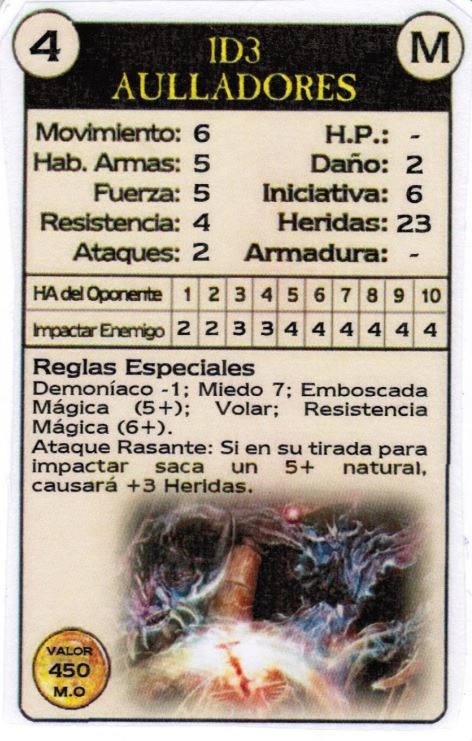 4
M
1D3
AULLADORES
Movimiento: 6 H.P.: -
Hab. Armas: 5 Daño: 2
Fuerza: 5 Iniciativa: 6
Resistencia: 4 Heridas: 23
Ataques: 2 Armadura: -
HA del Oponente 1 2 3 4 5 6 7 8 9 10
Impactar Enemigo 2 2 3 3 4 4 4 4 4 4
Reglas Especiales
Demoníaco -1; Miedo 7; Emboscada
Mágica (5+); Volar; Resistencia
Mágica (6+).
Ataque Rasante: Si en su tirada para
impactar saca un 5+ natural,
causará +3 Heridas.
VALOR
450
M.O